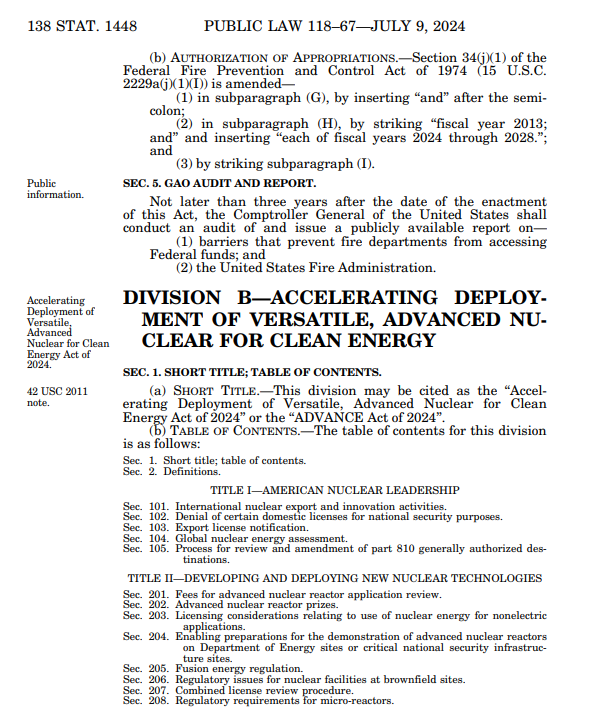 138 STAT. 1448 PUBLIC LAW 118–67—JULY 9, 2024
(b) AUTHORIZATION OF APPROPRIATIONS.—Section 34(j)(1) of the
Federal Fire Prevention and Control Act of 1974 (15 U.S.C.
2229a(j)(1)(I)) is amended—
(1) in subparagraph (G), by inserting “and” after the semi-
colon;
(2) in subparagraph (H), by striking “fiscal year 2013;
and” and inserting “each of fiscal years 2024 through 2028.”;
and
(3) by striking subparagraph (I).
Public
information.
SEC. 5. GAO AUDIT AND REPORT.
Not later than three years after the date of the enactment
of this Act, the Comptroller General of the United States shall
conduct an audit of and issue a publicly available report on—
(1) barriers that prevent fire departments from accessing
Federal funds; and
(2) the United States Fire Administration.
Accelerating
Deployment of
Versatile,
Advanced
Nuclear for Clean
Energy Act of
2024.
DIVISION B—ACCELERATING DEPLOY-
MENT OF VERSATILE, ADVANCED NU-
CLEAR FOR CLEAN ENERGY
SEC. 1. SHORT TITLE; TABLE OF CONTENTS.
42 USC 2011
note.
(a) SHORT TITLE.—This division may be cited as the “Accel-
erating Deployment of Versatile, Advanced Nuclear for Clean
Energy Act of 2024” or the “ADVANCE Act of 2024”.
(b) TABLE OF CONTENTS.—The table of contents for this division
is as follows:
Sec. 1. Short title; table of contents.
Sec. 2. Definitions.
TITLE I—AMERICAN NUCLEAR LEADERSHIP
Sec. 101. International nuclear export and innovation activities.
Sec. 102. Denial of certain domestic licenses for national security purposes.
Sec. 103. Export license notification.
Sec. 104. Global nuclear energy assessment.
Sec. 105. Process for review and amendment of part 810 generally authorized des-
tinations.
TITLE II—DEVELOPING AND DEPLOYING NEW NUCLEAR TECHNOLOGIES
Sec. 201. Fees for advanced nuclear reactor application review.
Sec. 202. Advanced nuclear reactor prizes.
Sec. 203. Licensing considerations relating to use of nuclear energy for nonelectric
applications.
Sec. 204. Enabling preparations for the demonstration of advanced nuclear reactors
on Department of Energy sites or critical national security infrastruc-
ture sites.
Sec. 205. Fusion energy regulation.
Sec. 206. Regulatory issues for nuclear facilities at brownfield sites.
Sec. 207. Combined license review procedure.
Sec. 208. Regulatory requirements for micro-reactors.